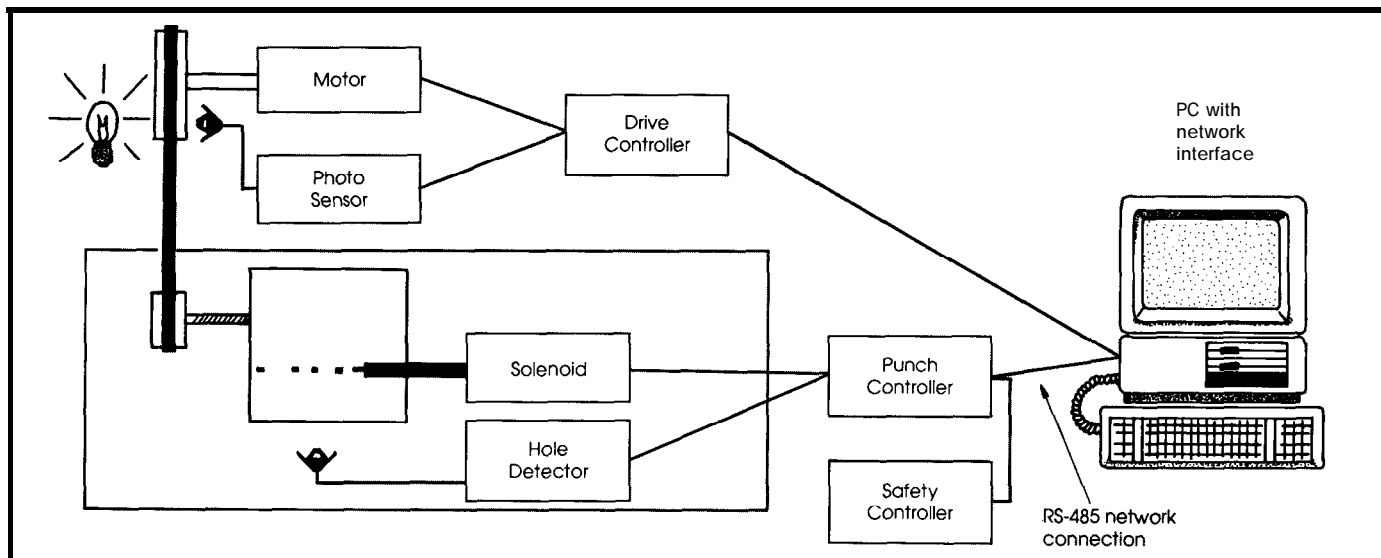 Motor
Drive
Controller
Photo
Sensor
PC with
network
interface
Solenoid
Punch
Controller
Hole
Detector
Safety
Controller
RS-485 network
connection